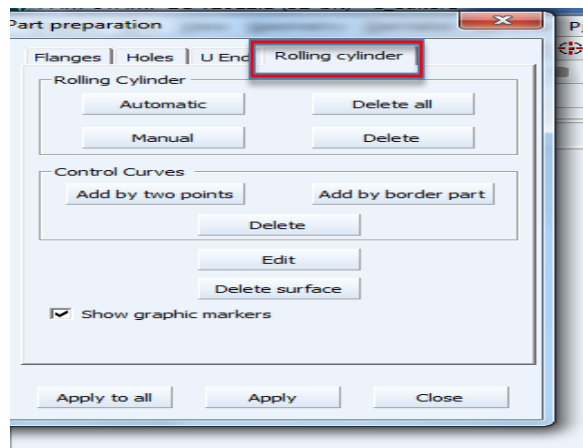 Part preparation
Flanges Holes U End Rolling cylinder
Rolling Cylinder
Automatic Delete all
Manual Delete
Control Curves
Add by two points Add by border part
Delete
Edit
Delete surface
Show graphic markers
Apply to all Apply Close